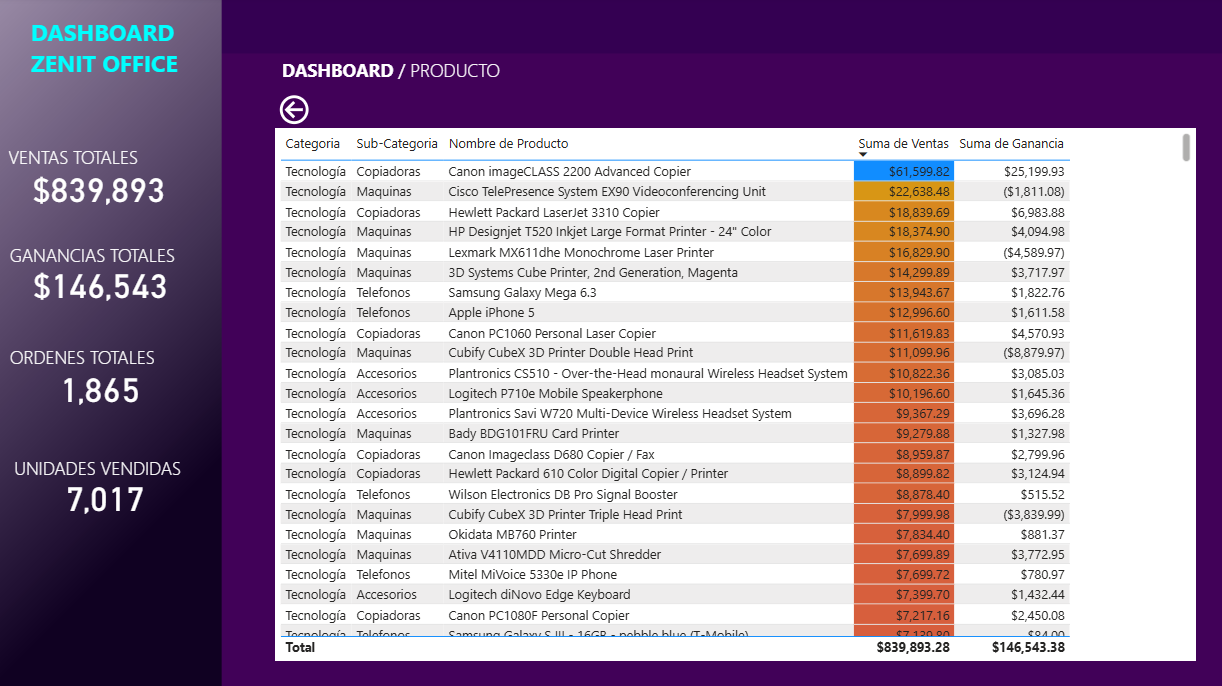 DASHBOARD
ZENIT OFFICE
VENTAS TOTALES
$839,893
GANANCIAS TOTALES
$146,543
ORDENES TOTALES
1,865
UNIDADES VENDIDAS
7,017
DASHBOARD / PRODUCTO
Categoria Sub-Categoria Nombre de Producto Suma de Ventas Suma de Ganancia
Tecnología Copiadoras Canon imageCLASS 2200 Advanced Copier $61,599.82 $25,199.93
Tecnología Maquinas Cisco TelePresence System EX90 Videoconferencing Unit $22,638.48 ($1,811.08)
Tecnología Copiadoras Hewlett Packard LaserJet 3310 Copier $18,839.69 $6,983.88
Tecnología Maquinas HP Designjet T520 Inkjet Large Format Printer - 24" Color $18,374.90 $4,094.98
Tecnología Maquinas Lexmark MX611dhe Monochrome Laser Printer $16,829.90 ($4,589.97)
Tecnología Maquinas 3D Systems Cube Printer, 2nd Generation, Magenta $14,299.89 $3,717.97
Tecnología Telefonos Samsung Galaxy Mega 6.3 $13,943.67 $1,822.76
Tecnología Telefonos Apple iPhone 5 $12,996.60 $1,611.58
Tecnología Copiadoras Canon PC1060 Personal Laser Copier $11,619.83 $4,570.93
Tecnología Maquinas Cubify CubeX 3D Printer Double Head Print $11,099.96 ($8,879.97)
Tecnología Accesorios Plantronics CS510 - Over-the-Head monaural Wireless Headset System $10,822.36 $3,085.03
Tecnología Accesorios Logitech P710e Mobile Speakerphone $10,196.60 $1,645.36
Tecnología Accesorios Plantronics Savi W720 Multi-Device Wireless Headset System $9,367.29 $3,696.28
Tecnología Maquinas Bady BDG101FRU Card Printer $9,279.88 $1,327.98
Tecnología Copiadoras Canon Imageclass D680 Copier / Fax $8,959.87 $2,799.96
Tecnología Copiadoras Hewlett Packard 610 Color Digital Copier / Printer $8,899.82 $3,124.94
Tecnología Telefonos Wilson Electronics DB Pro Signal Booster $8,878.40 $515.52
Tecnología Maquinas Cubify CubeX 3D Printer Triple Head Print $7,999.98 ($3,839.99)
Tecnología Maquinas Okidata MB760 Printer $7,834.40 $881.37
Tecnología Maquinas Ativa V4110MDD Micro-Cut Shredder $7,699.89 $3,772.95
Tecnología Telefonos Mitel MiVoice 5330e IP Phone $7,699.72 $780.97
Tecnología Accesorios Logitech diNovo Edge Keyboard $7,399.70 $1,432.44
Tecnología Copiadoras Canon PC1080F Personal Copier $7,217.16 $2,450.08
Tecnología Telefonos Samsung Galaxy S III - 16GB - pebble blue (T-Mobile) $7,139.80 $84.00
Total $839,893.28 $146,543.38